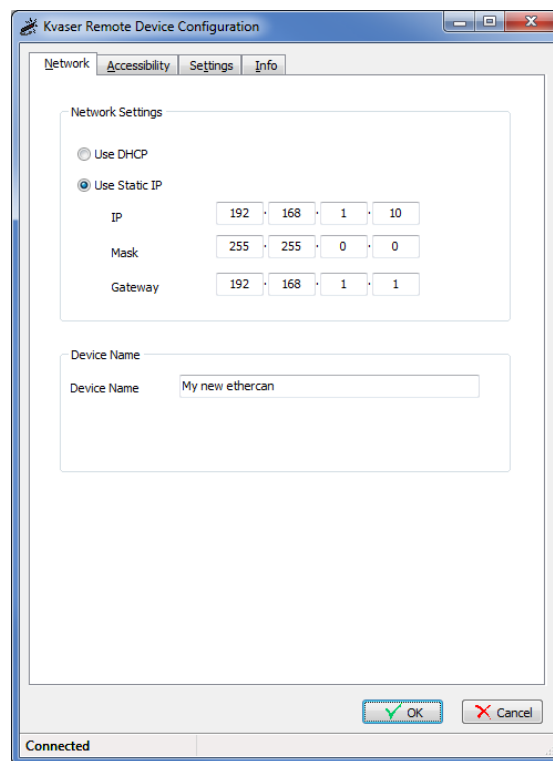 Kvaser Remote Device Configuration
Network Accessibility Settings Info
Network Settings
Use DHCP
Use Static IP
IP 192 . 168 . 1 . 10
Mask 255 . 255 . 0 . 0
Gateway 192 . 168 . 1 . 1
Device Name
Device Name My new ethercan
OK Cancel
Connected